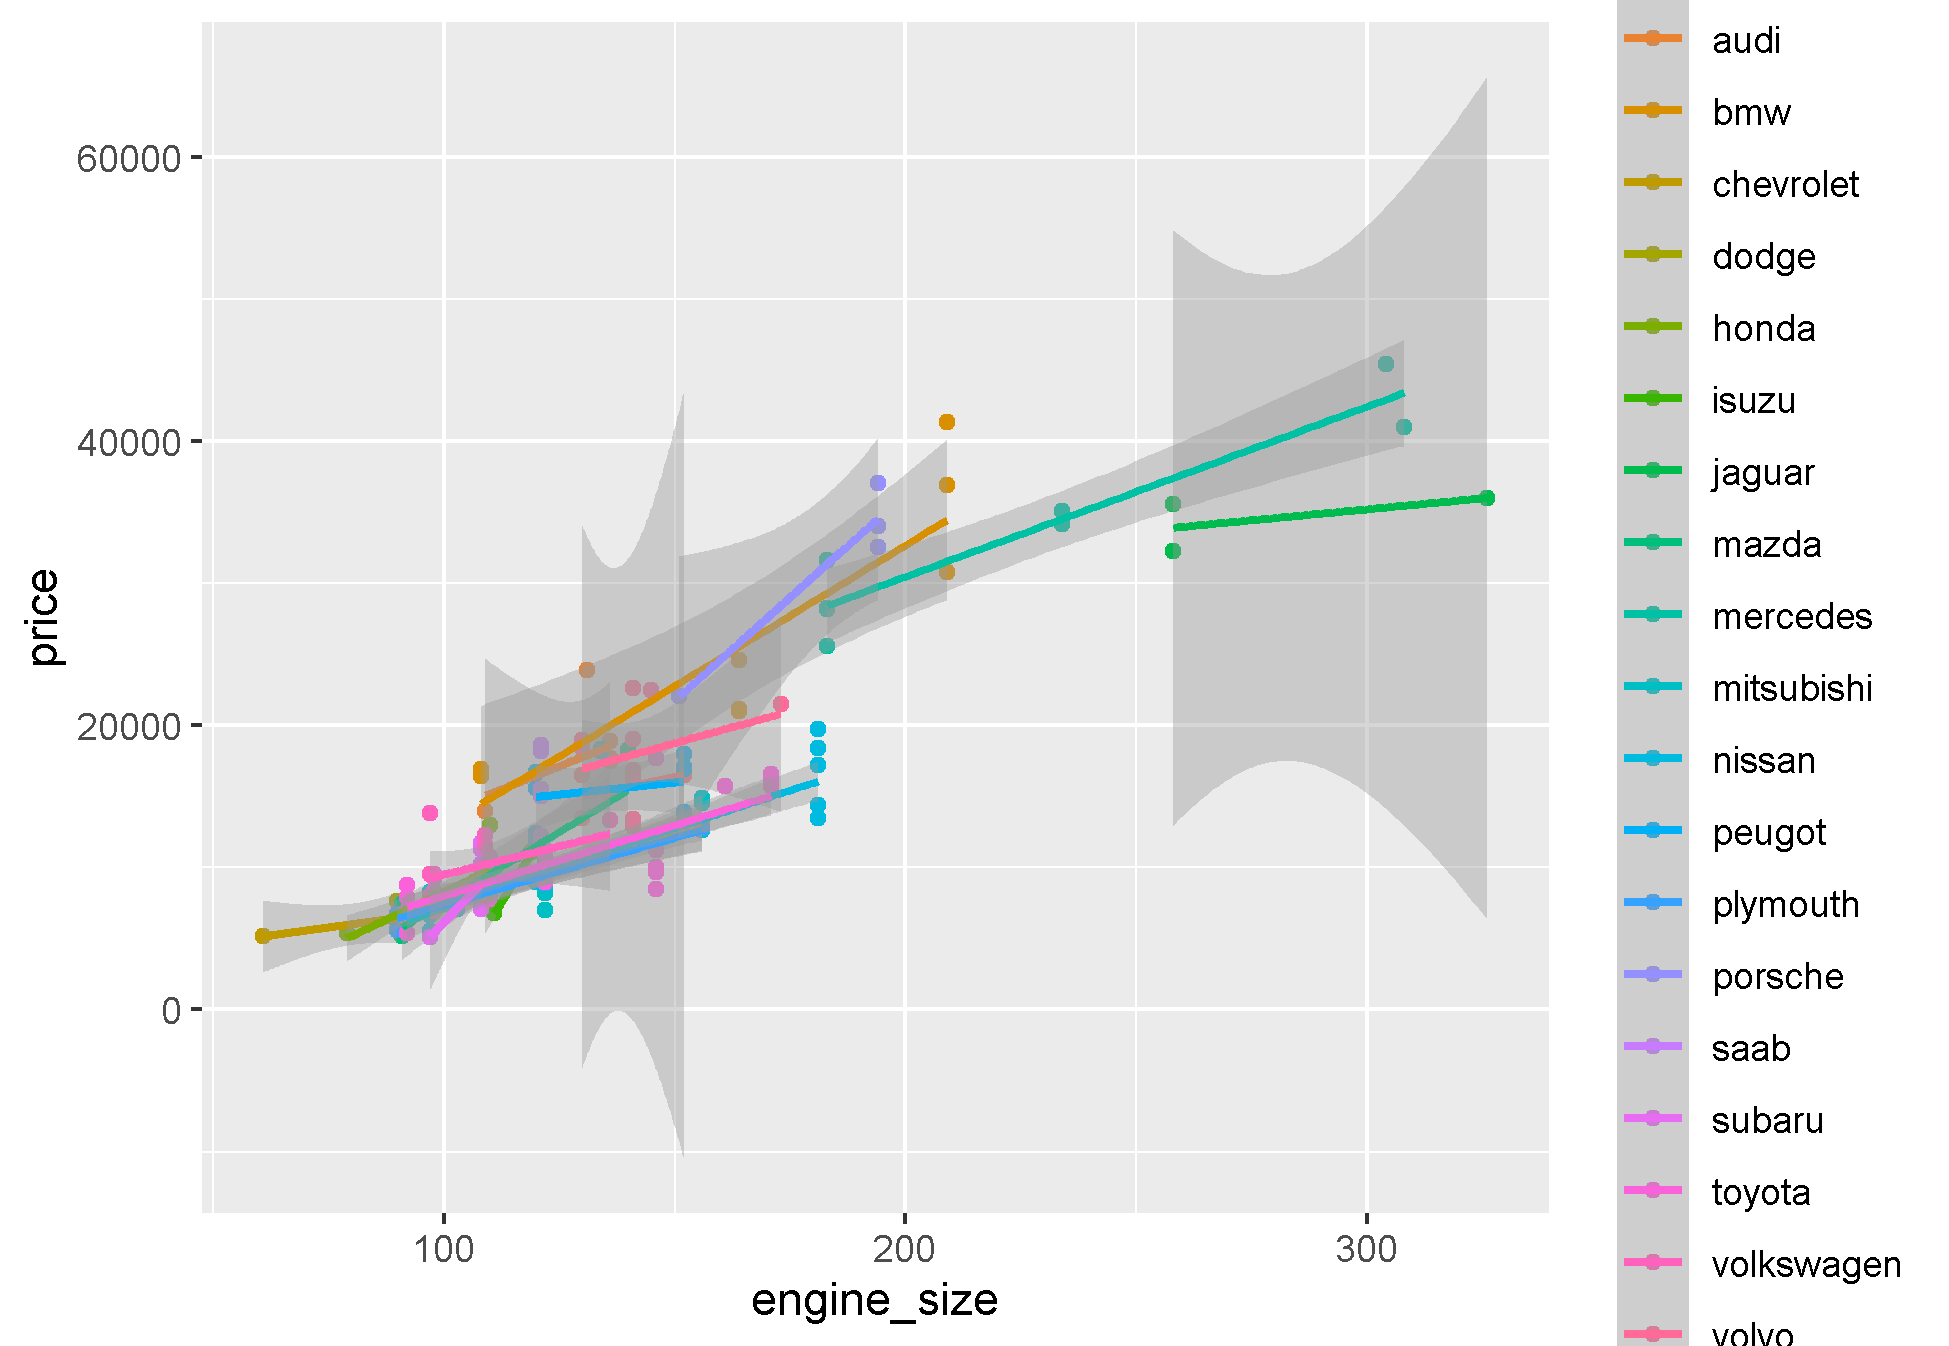 price
60000
40000
20000
0
100 200 300
engine_size
audi
bmw
chevrolet
dodge
honda
isuzu
jaguar
mazda
mercedes
mitsubishi
nissan
peugot
plymouth
porsche
saab
subaru
toyota
volkswagen
volvo